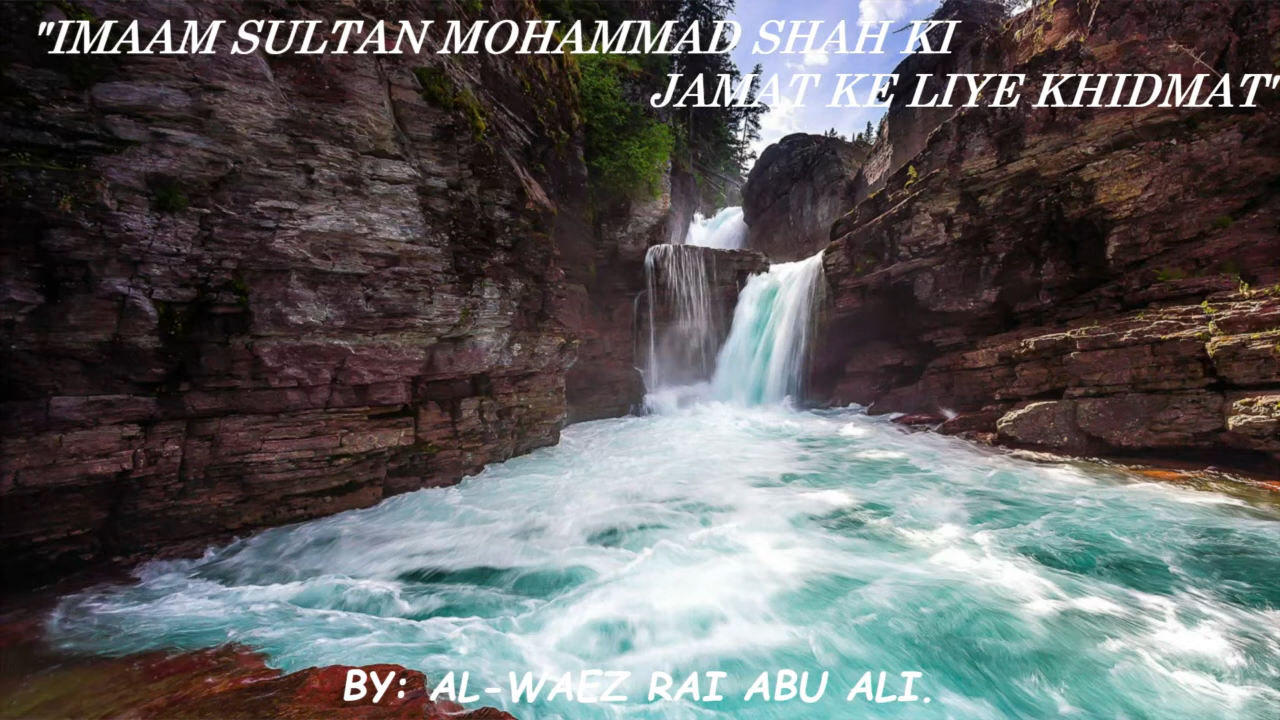 "IMAAM SULTAN MOHAMMAD SHAH KI
JAMAT KE LIYE KHIDMAT"
BY: AL-WAEZ RAI ABU ALI.